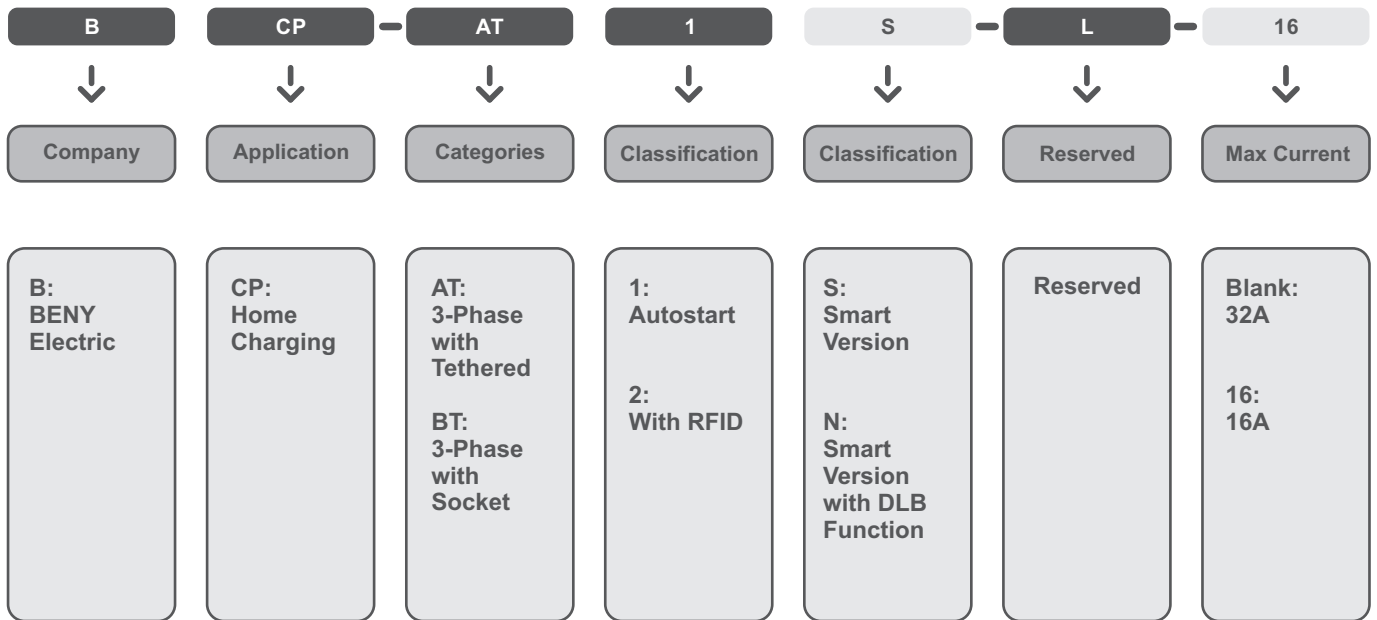 B CP - AT 1 S - L - 16
Company Application Categories Classification Classification Reserved Max Current
B:
BENY
Electric
CP:
Home
Charging
AT:
3-Phase
with
Tethered
BT:
3-Phase
with
Socket
1:
Autostart
2:
With RFID
S:
Smart
Version
N:
Smart
Version
with DLB
Function
Reserved
Blank:
32A
16:
16A